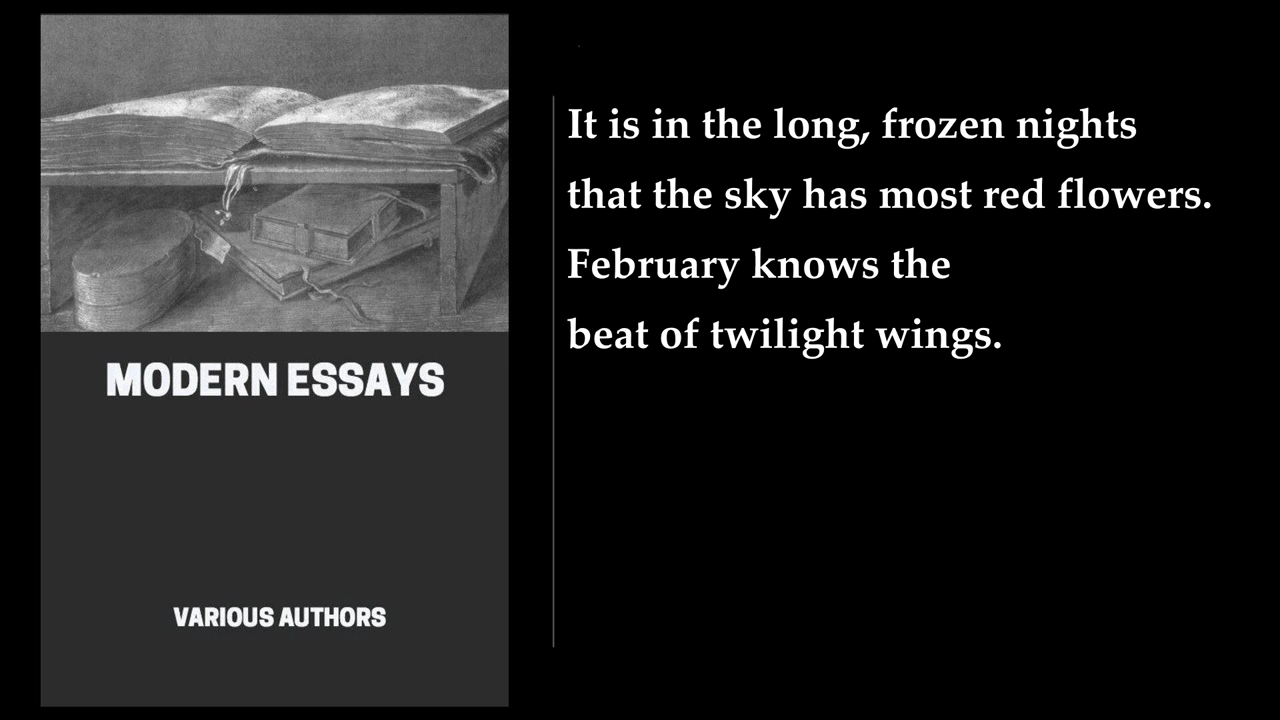 MODERN ESSAYS
VARIOUS AUTHORS
It is in the long, frozen nights
that the sky has most red flowers.
February knows the
beat of twilight wings.